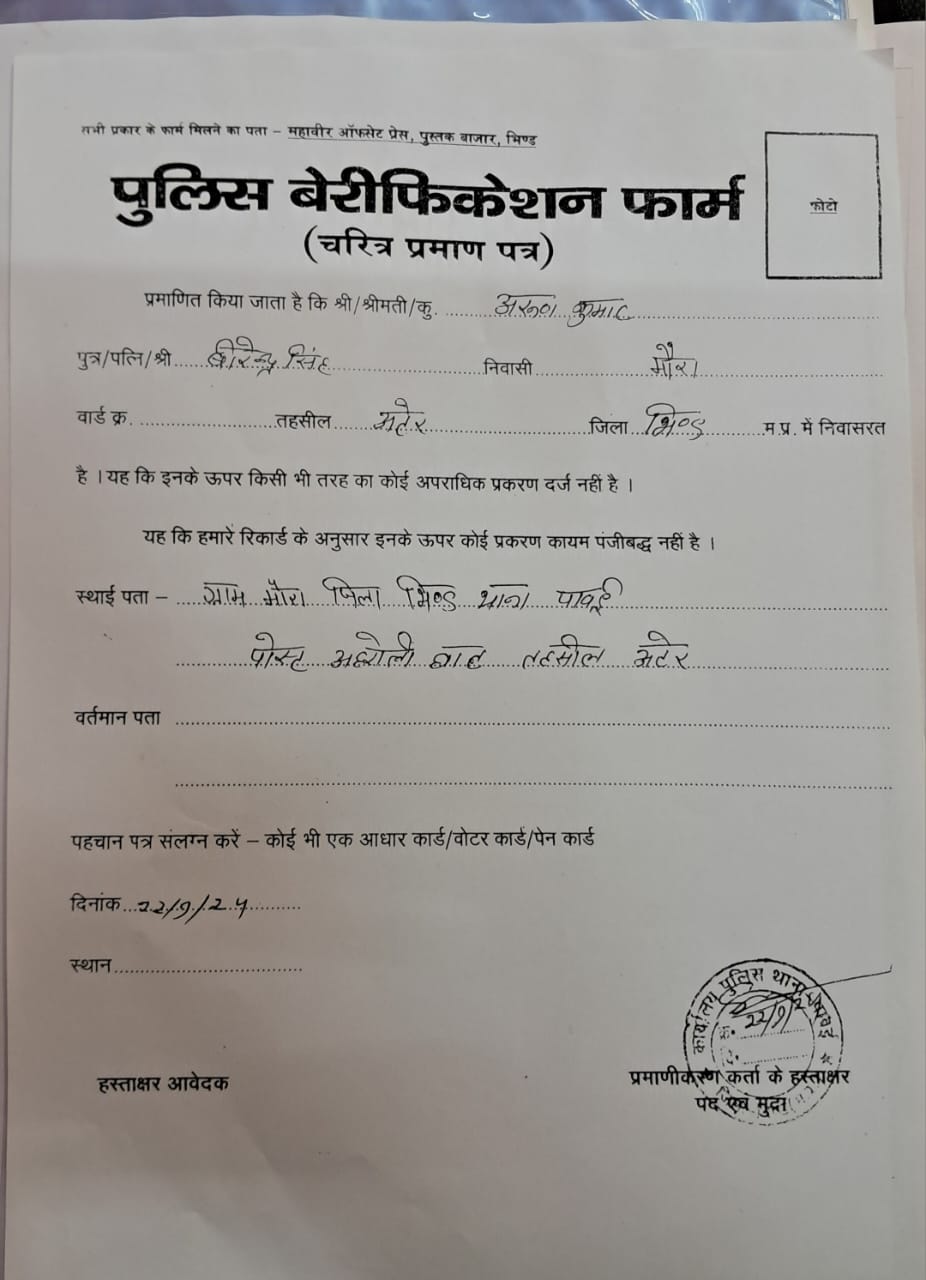 सभी प्रकार के फार्म मिलने का पता – महावीर ऑफसेट प्रेस, पुस्तक बाजार, भिण्ड
पुलिस बेरीफिकेशन फार्म
(चरित्र प्रमाण पत्र)
फोटो
प्रमाणित किया जाता है कि श्री/श्रीमती/कु. अरूण कुमार
पुत्र/पत्नि/श्री वीरेन्द्र सिंह निवासी मौरा
वार्ड क्र. तहसील अटेर जिला भिण्ड म.प्र. में निवासरत
है । यह कि इनके ऊपर किसी भी तरह का कोई अपराधिक प्रकरण दर्ज नहीं है ।
यह कि हमारें रिकार्ड के अनुसार इनके ऊपर कोई प्रकरण कायम पंजीबद्ध नहीं है ।
स्थाई पता – ग्राम मौरा जिला भिण्ड थाना पावई
पोस्ट तहसील अटेर
वर्तमान पता
पहचान पत्र संलग्न करें – कोई भी एक आधार कार्ड/वोटर कार्ड/पेन कार्ड
दिनांक 22/9/24
स्थान
कार्यालय पुलिस थाना
क्र. 22/9/2
दि.
हस्ताक्षर आवेदक
प्रमाणीकरण कर्ता के हस्ताक्षर
पद एवं मुद्रा